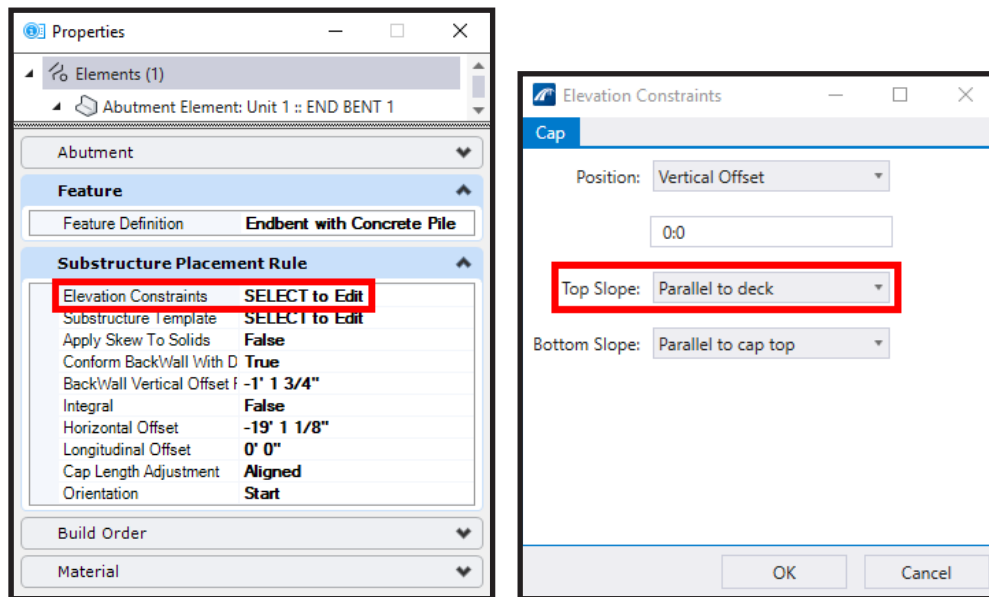 Properties
Elements (1)
Abutment Element: Unit 1 :: END BENT 1
Abutment
Feature
Feature Definition Endbent with Concrete Pile
Substructure Placement Rule
Elevation Constraints SELECT to Edit
Substructure Template SELECT to Edit
Apply Skew To Solids False
Conform BackWall With D True
BackWall Vertical Offset F -1' 1 3/4"
Integral False
Horizontal Offset -19' 1 1/8"
Longitudinal Offset 0' 0"
Cap Length Adjustment Aligned
Orientation Start
Build Order
Material
Elevation Constraints
Cap
Position: Vertical Offset
0:0
Top Slope: Parallel to deck
Bottom Slope: Parallel to cap top
OK Cancel